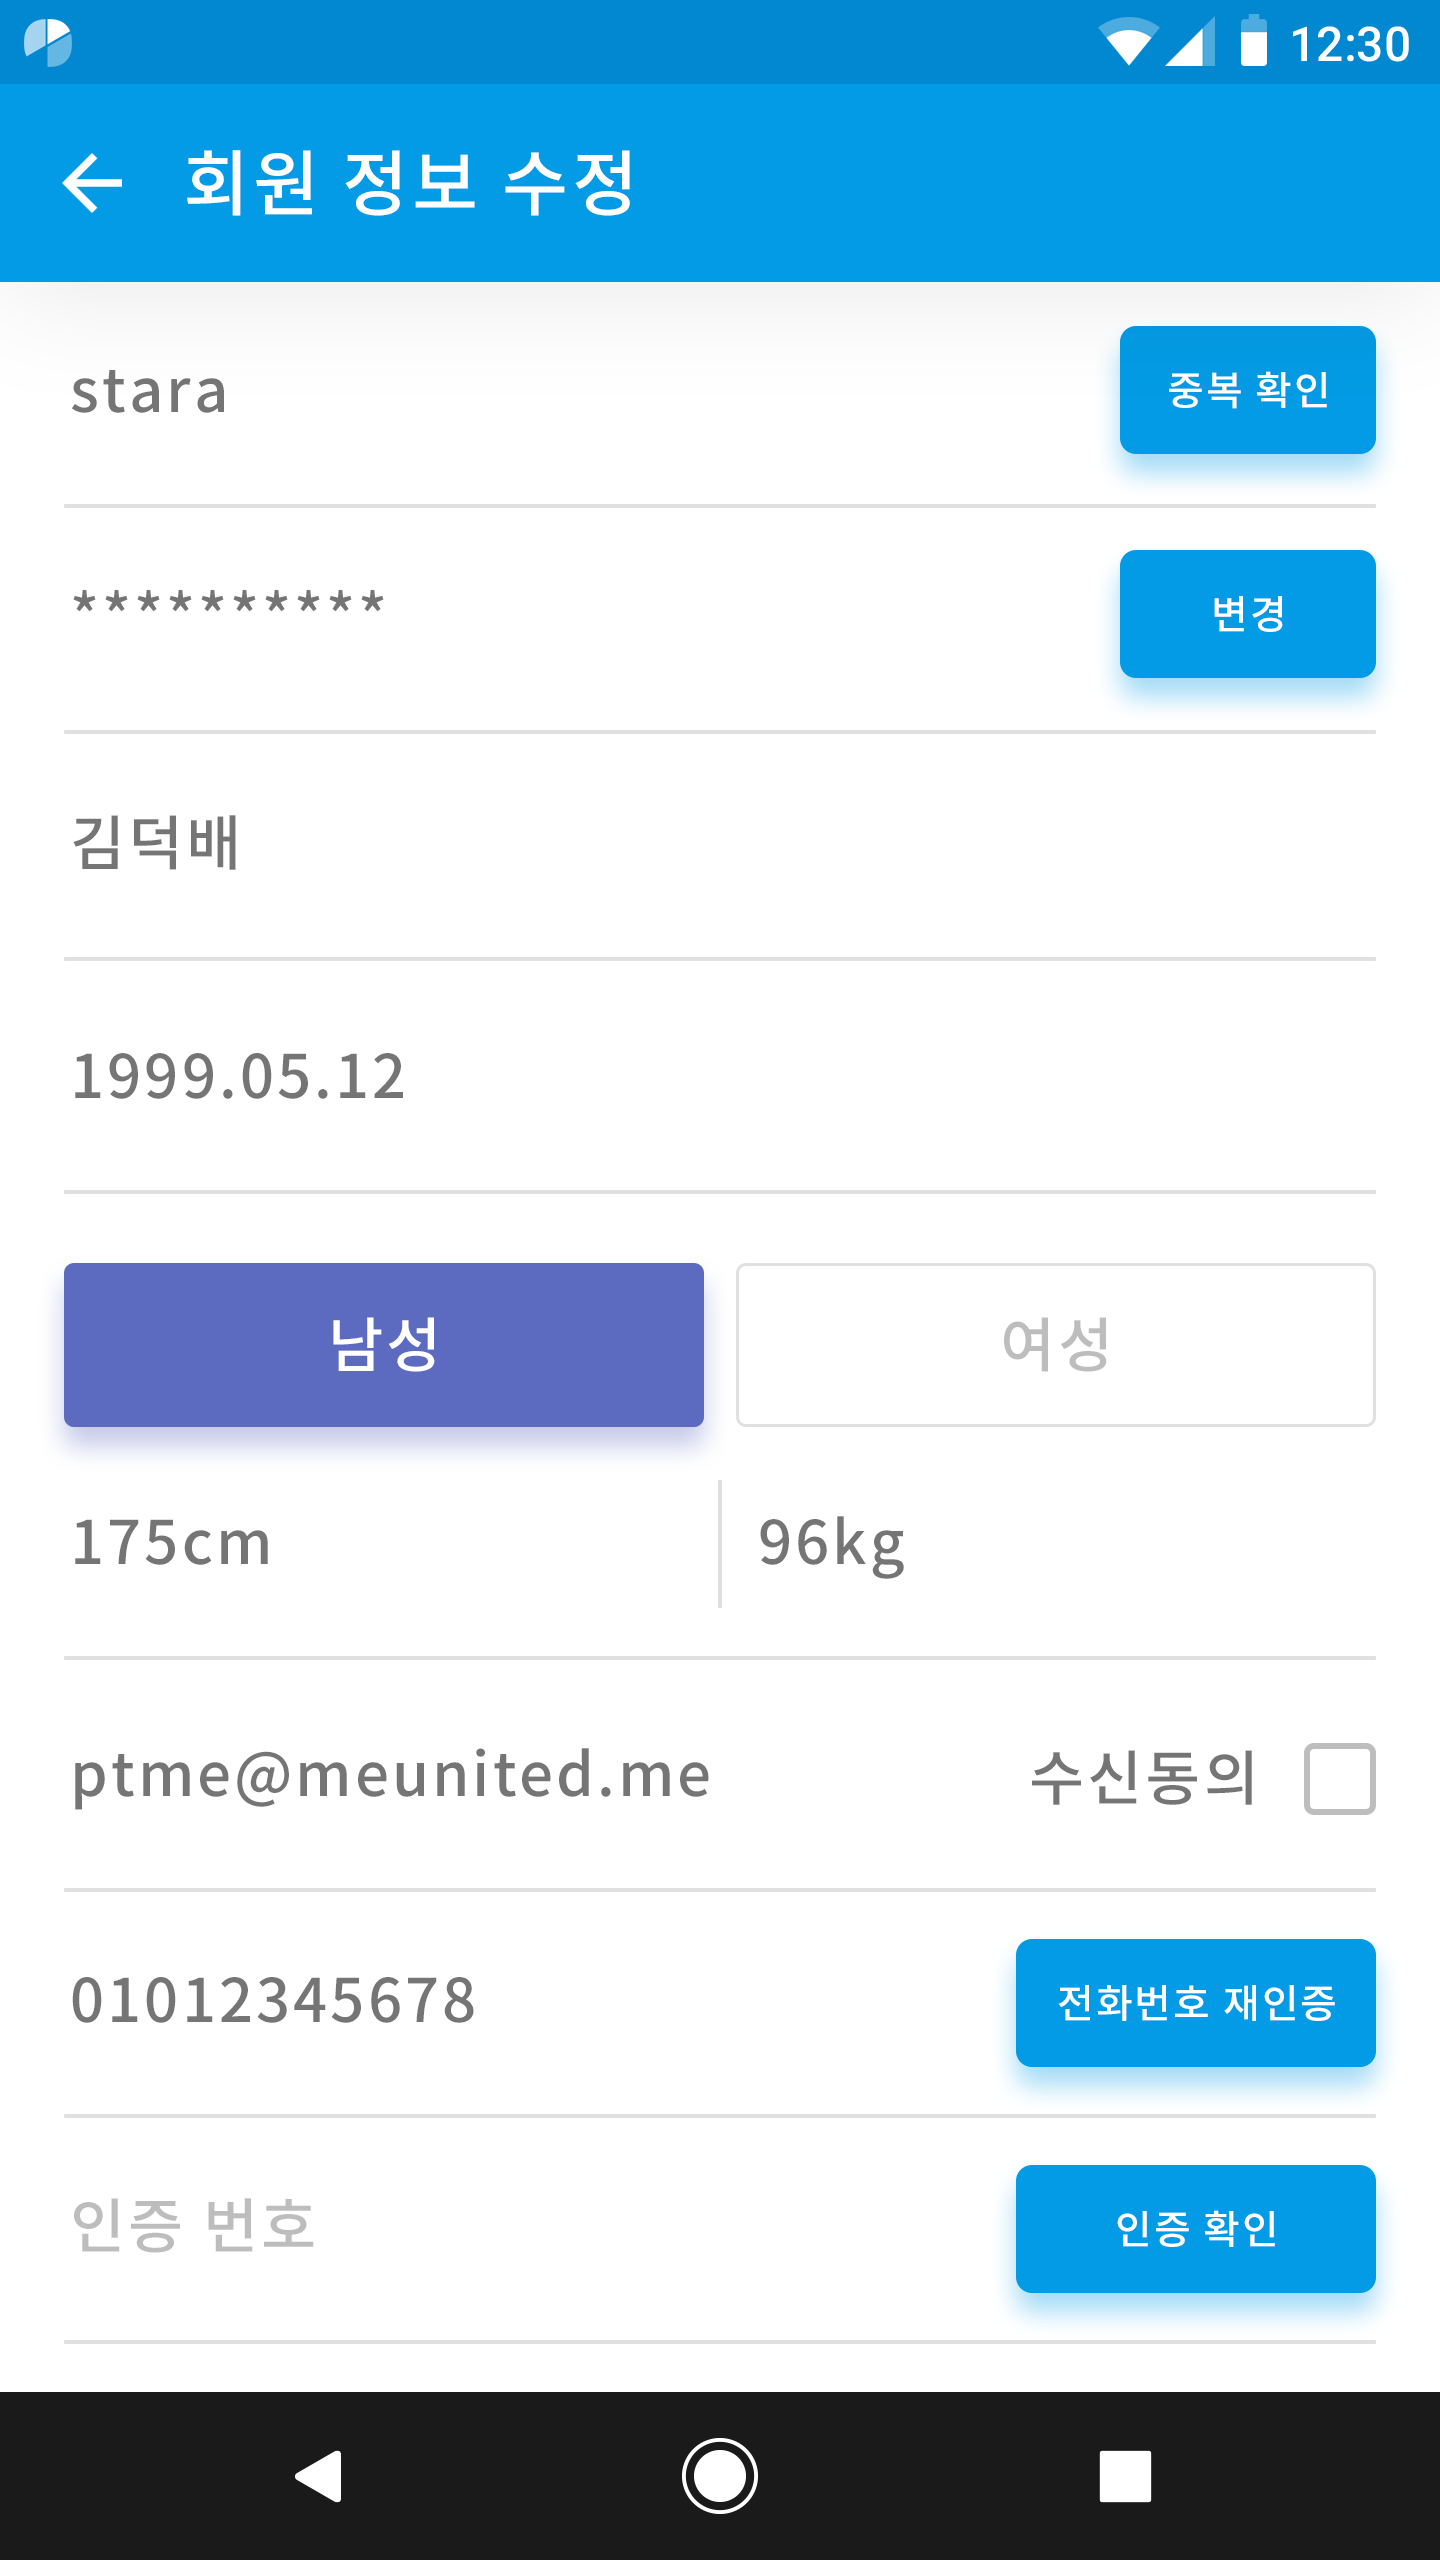 12:30
회원 정보 수정
stara
중복 확인
**********
변경
김덕배
1999.05.12
남성
여성
175cm
96kg
ptme@meunited.me
수신동의
01012345678
전화번호 재인증
인증 번호
인증 확인